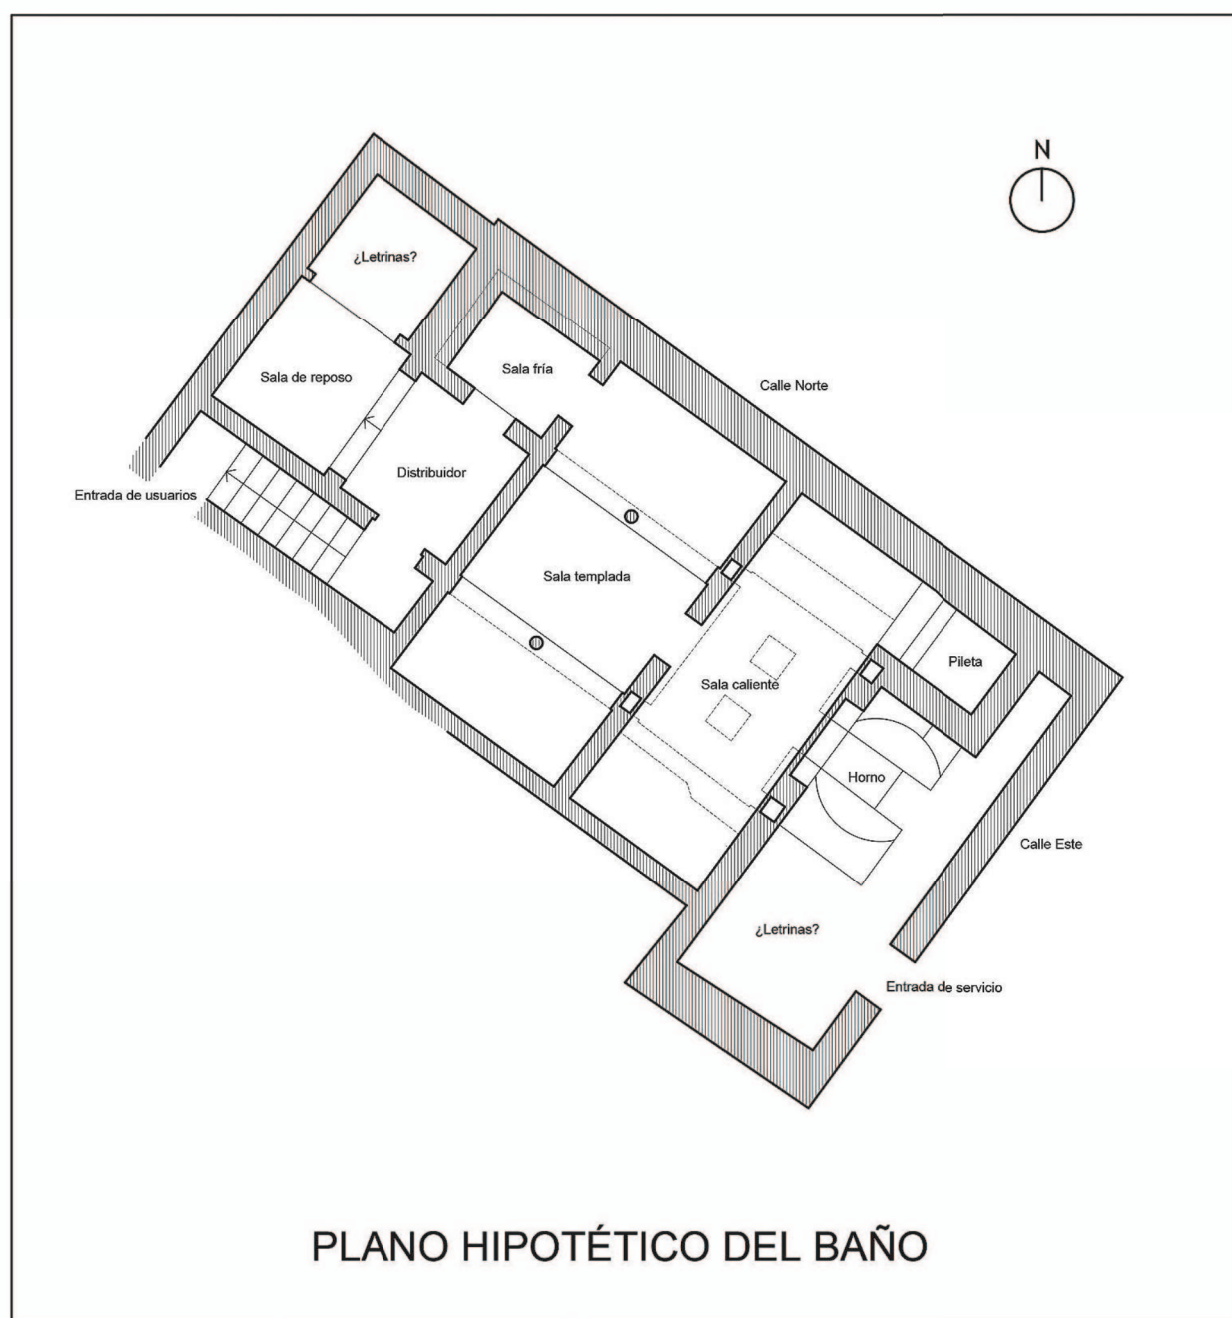 N
¿Letrinas?
Sala fría
Sala de reposo
Calle Norte
Distribuidor
Entrada de usuarios
Sala templada
Pileta
Sala caliente
Horno
Calle Este
¿Letrinas?
Entrada de servicio
PLANO HIPOTÉTICO DEL BAÑO